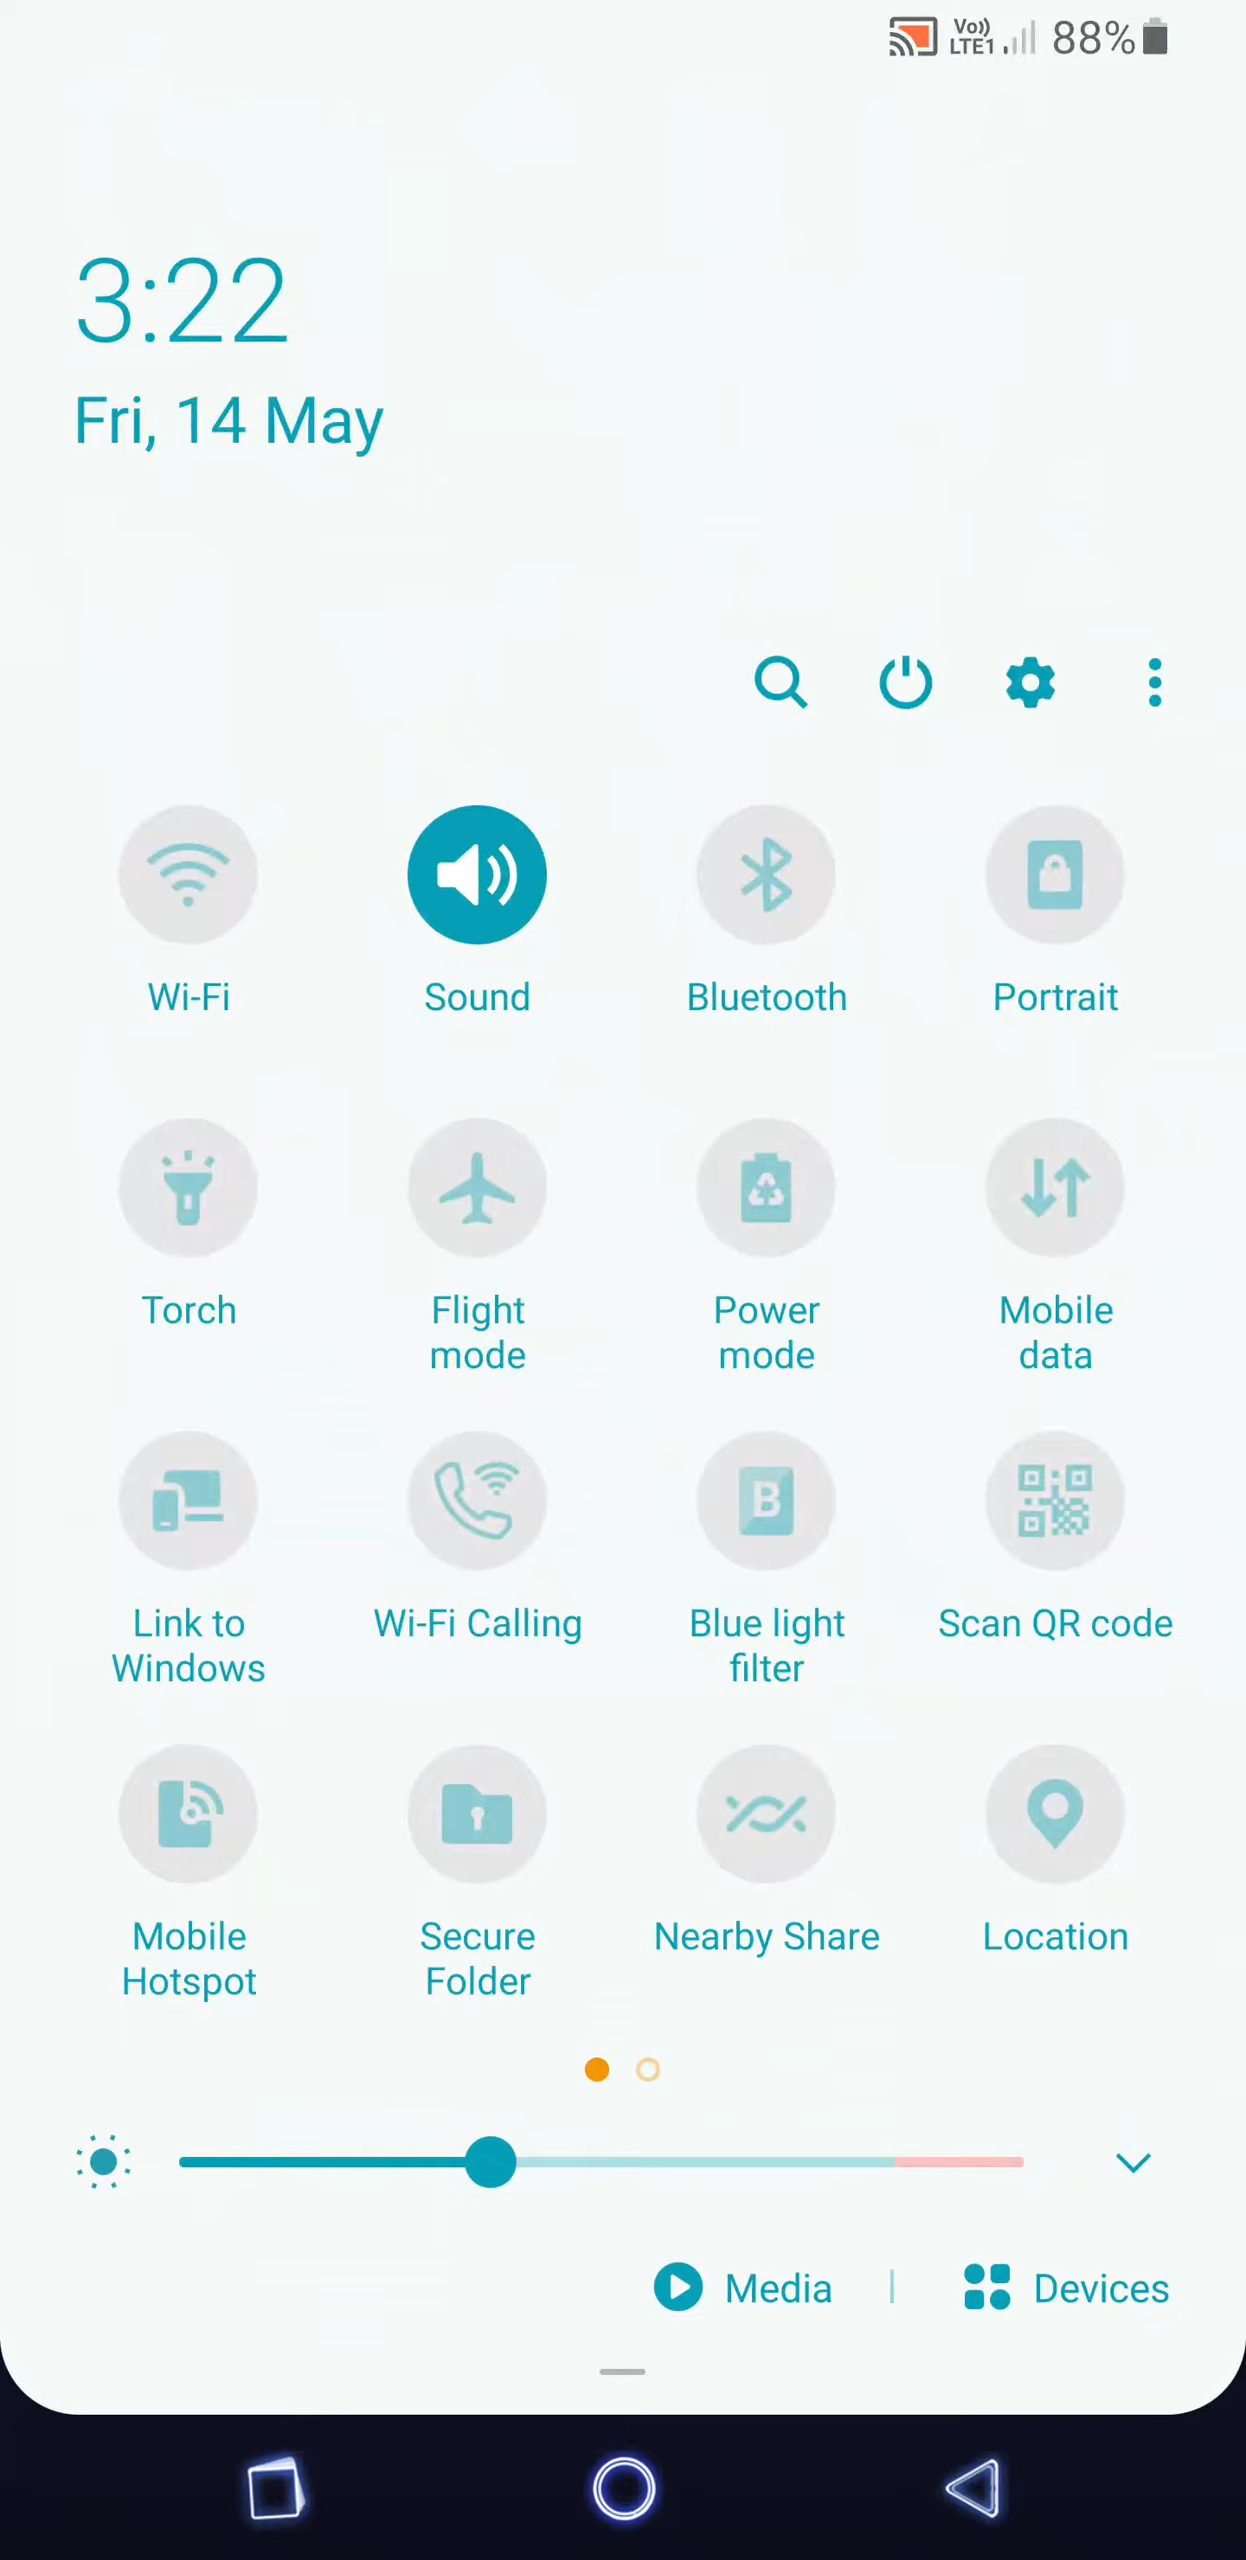 Vo)) LTE1 88%
3:22
Fri, 14 May
Wi-Fi Sound Bluetooth Portrait
Torch Flight mode Power mode Mobile data
Link to Windows Wi-Fi Calling Blue light filter Scan QR code
Mobile Hotspot Secure Folder Nearby Share Location
Media | Devices